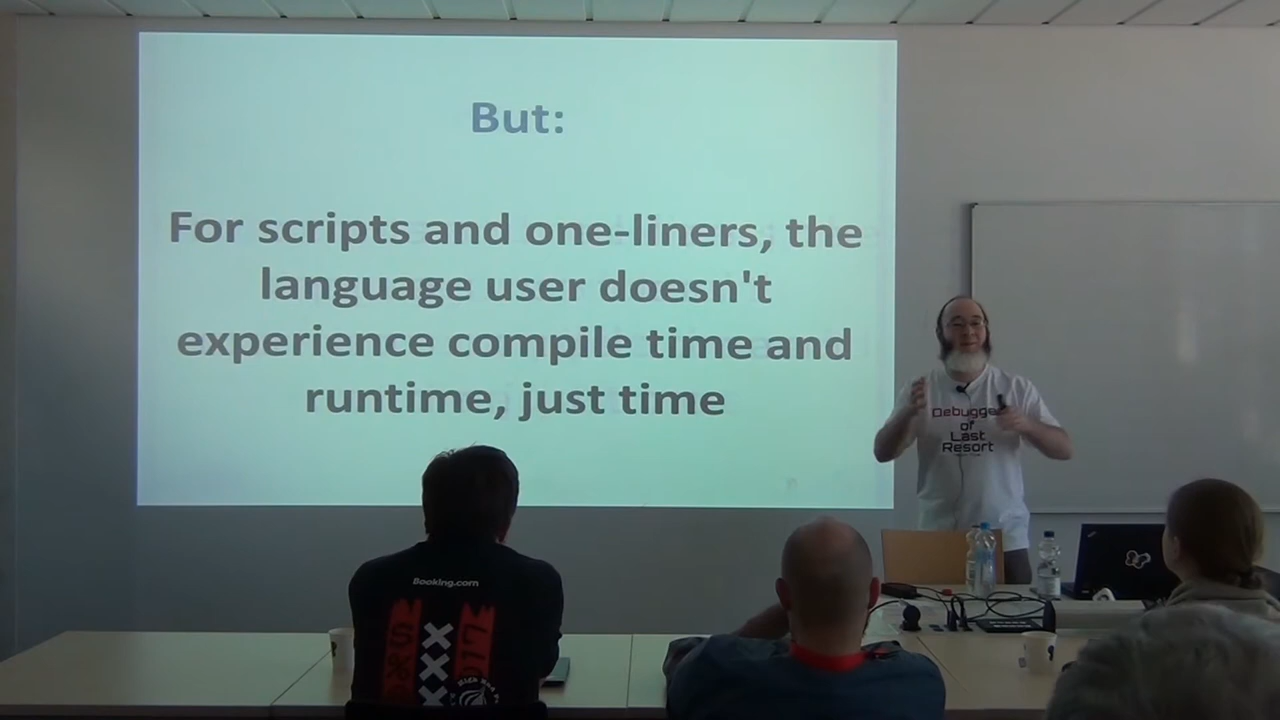 But:
For scripts and one-liners, the
language user doesn't
experience compile time and
runtime, just time
Debugger
of
Last
Resort
Booking.com